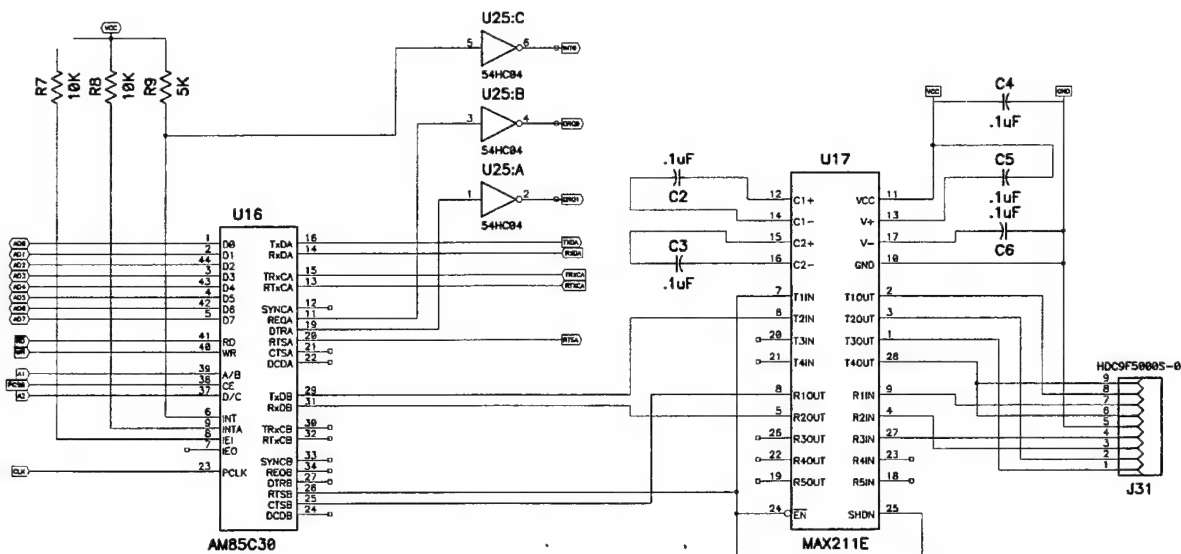 VCC
R7 10K
R8 10K
R9 5K
U25:C
5 6
54HC04
U25:B
3 4
54HC04
U25:A
1 2
54HC04
U16
AD0 1 D0
AD1 2 D1
44 D2
AD3 3 D3
AD4 43 D4
AD5 4 D5
AD6 42 D6
AD7 5 D7
41 RD
40 WR
A1 39 A/B
38 CE
37 D/C
6 INT
9 INTA
8 IEI
7 IEO
CLK 23 PCLK
TxDA 16 TXDA
RxDA 14 RXDA
TRxCA 15 TRXCA
RTxCA 13 RTXCA
SYNCA 12
REQA 11
DTRA 19
RTSA 20 RTSA
CTSA 21
DCDA 22
TxDB 29
RxDB 31
TRxCB 30
RTxCB 32
SYNCB 33
REQB 34
DTRB 27
RTSB 26
CTSB 25
DCDB 24
AM85C30
.1uF
C2
C3
.1uF
VCC
GND
C4
.1uF
C5
.1uF
.1uF
C6
U17
12 C1+
14 C1-
15 C2+
16 C2-
7 T1IN
6 T2IN
20 T3IN
21 T4IN
8 R1OUT
5 R2OUT
26 R3OUT
22 R4OUT
19 R5OUT
24 EN
VCC 11
V+ 13
V- 17
GND 10
T1OUT 2
T2OUT 3
T3OUT 1
T4OUT 28
R1IN 9
R2IN 4
R3IN 27
R4IN 23
R5IN 18
SHDN 25
MAX211E
HDC9F5000S-0
9
8
7
6
5
4
3
2
1
J31